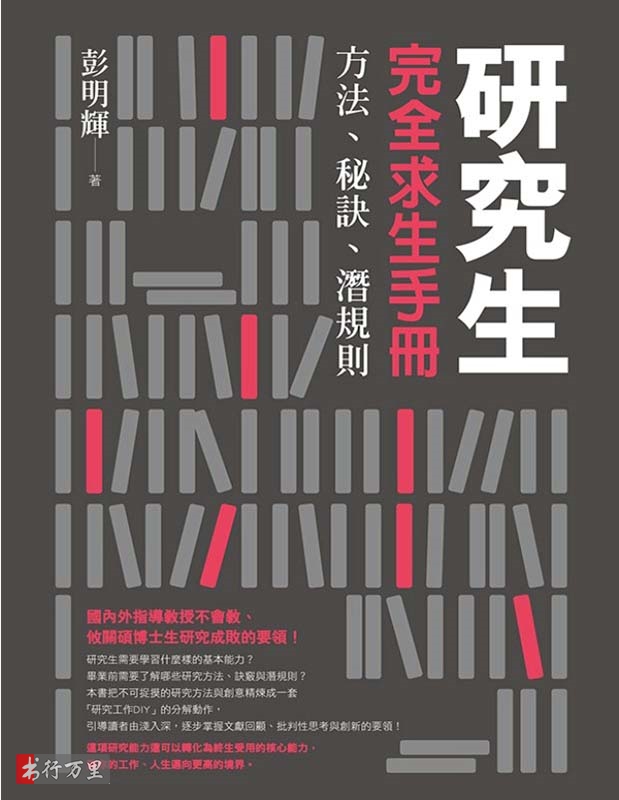 研究生
完全求生手冊
方法、秘訣、潛規則
彭明輝
著
國內外指導教授不會教、
攸關碩博士生研究成敗的要領！
研究生需要學習什麼樣的基本能力？
畢業前需要了解哪些研究方法、訣竅與潛規則？
本書把不可捉摸的研究方法與創意精煉成一套
「研究工作DIY」的分解動作，
引導讀者由淺入深，逐步掌握文獻回顧、批判性思考與創新的要領！
這項研究能力還可以轉化為終生受用的核心能力，
的工作、人生邁向更高的境界。
书行万里